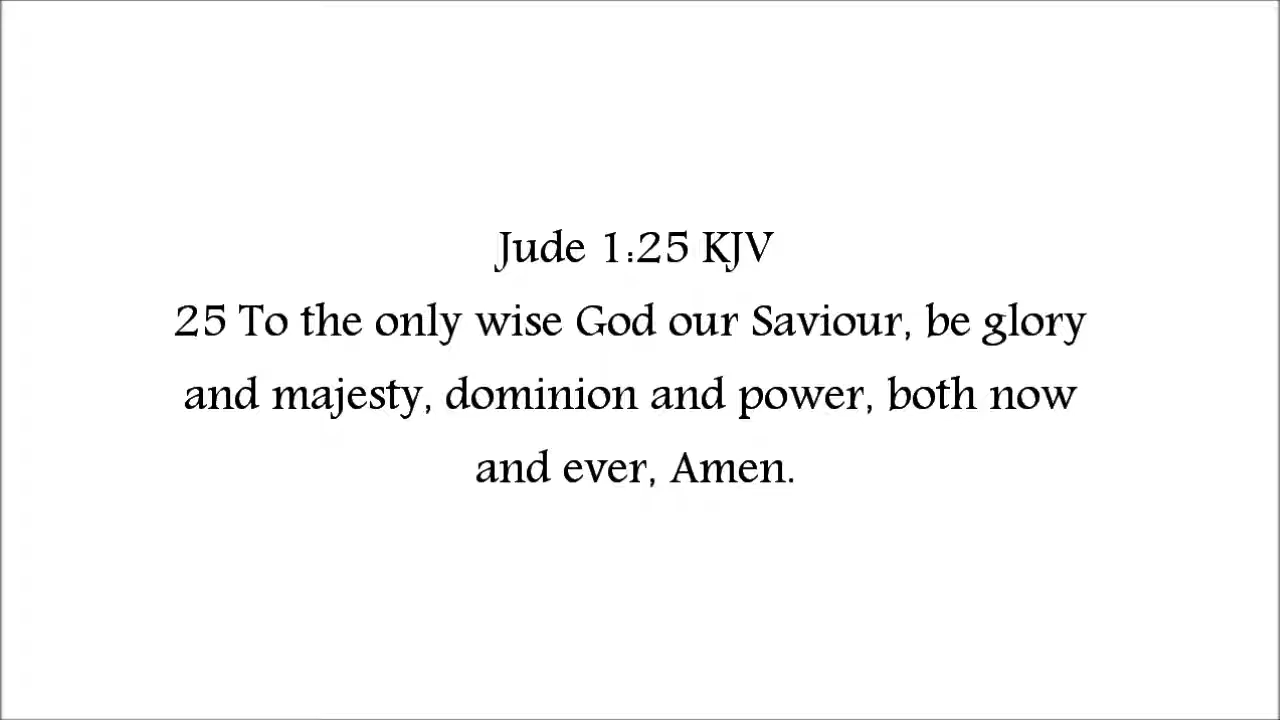 Jude 1:25 KJV
25 To the only wise God our Saviour, be glory
and majesty, dominion and power, both now
and ever, Amen.